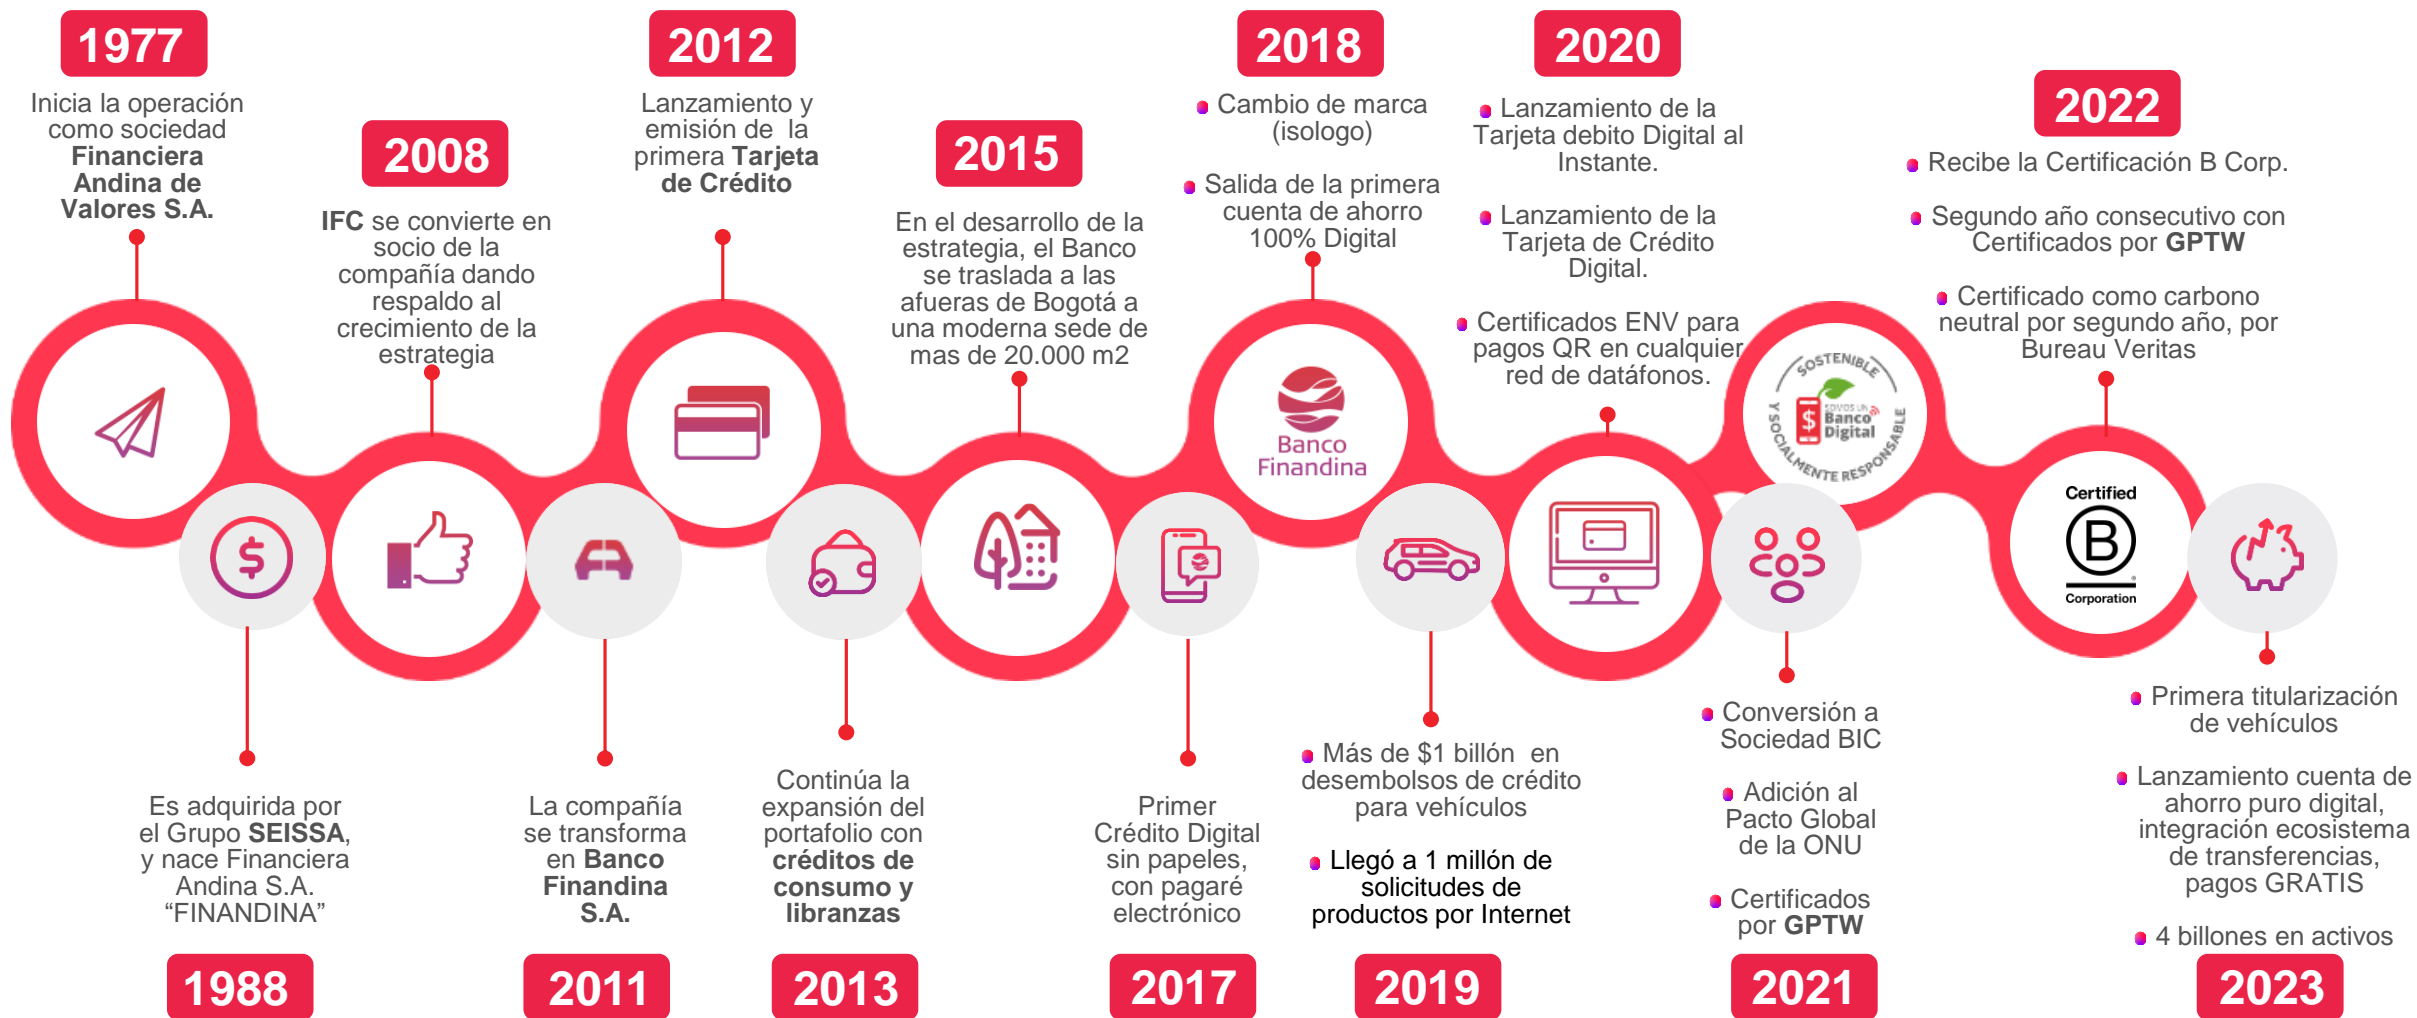 1977
Inicia la operación
como sociedad
Financiera
Andina de
Valores S.A.
2008
IFC se convierte en
socio de la
compañía dando
respaldo al
crecimiento de la
estrategia
2012
Lanzamiento y
emisión de  la
primera Tarjeta
de Crédito
2015
En el desarrollo de la
estrategia, el Banco
se traslada a las
afueras de Bogotá a
una moderna sede de
mas de 20.000 m2
2018
Cambio de marca
(isologo)
Salida de la primera
cuenta de ahorro
100% Digital
2020
Lanzamiento de la
Tarjeta debito Digital al
Instante.
Lanzamiento de la
Tarjeta de Crédito
Digital.
Certificados ENV para
pagos QR en cualquier
red de datáfonos.
2022
Recibe la Certificación B Corp.
Segundo año consecutivo con
Certificados por GPTW
Certificado como carbono
neutral por segundo año, por
Bureau Veritas
Banco
Finandina
SOSTENIBLE
Y SOCIALMENTE RESPONSABLE
$
SOMOS UN
Banco
Digital
Certified
B
®
Corporation
$
Es adquirida por
el Grupo SEISSA,
y nace Financiera
Andina S.A.
“FINANDINA”
1988
La compañía
se transforma
en Banco
Finandina
S.A.
2011
Continúa la
expansión del
portafolio con
créditos de
consumo y
libranzas
2013
Primer
Crédito Digital
sin papeles,
con pagaré
electrónico
2017
Más de $1 billón  en
desembolsos de crédito
para vehículos
Llegó a 1 millón de
solicitudes de
productos por Internet
2019
Conversión a
Sociedad BIC
Adición al
Pacto Global
de la ONU
Certificados
por GPTW
2021
Primera titularización
de vehículos
Lanzamiento cuenta de
ahorro puro digital,
integración ecosistema
de transferencias,
pagos GRATIS
4 billones en activos
2023